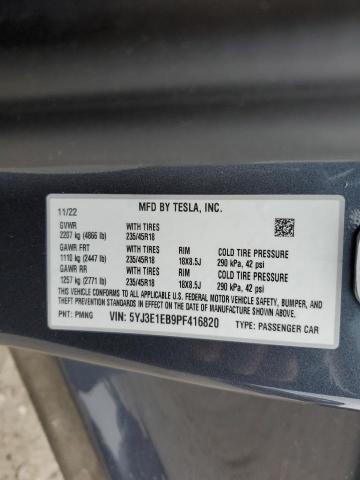 MFD BY TESLA, INC.
11/22
GVWR WITH TIRES
2207 kg (4866 lb) 235/45R18
GAWR FRT WITH TIRES RIM COLD TIRE PRESSURE
1110 kg (2447 lb) 235/45R18 18X8.5J 290 kPa, 42 psi
GAWR RR WITH TIRES RIM COLD TIRE PRESSURE
1257 kg (2771 lb) 235/45R18 18X8.5J 290 kPa, 42 psi
THIS VEHICLE CONFORMS TO ALL APPLICABLE U.S. FEDERAL MOTOR VEHICLE SAFETY, BUMPER, AND
THEFT PREVENTION STANDARDS IN EFFECT ON THE DATE OF MANUFACTURE SHOWN ABOVE.
PNT: PMNG VIN: 5YJ3E1EB9PF416820 TYPE: PASSENGER CAR